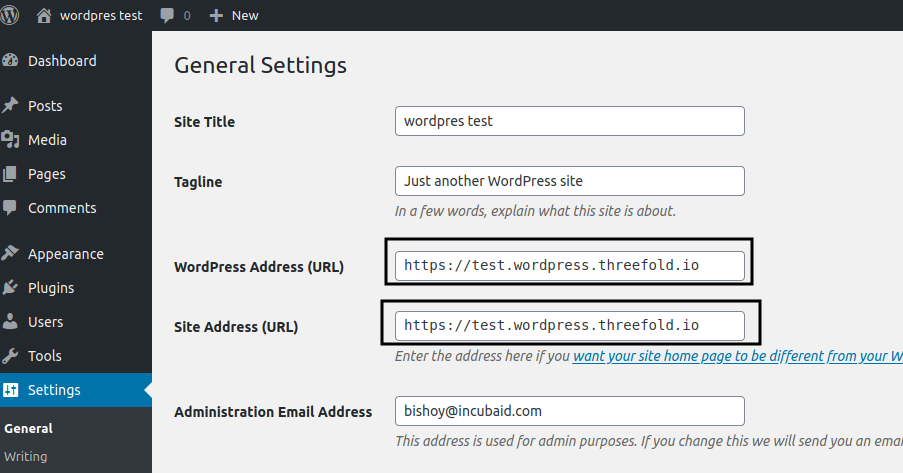 wordpres test 0 New
Dashboard
Posts
Media
Pages
Comments
Appearance
Plugins
Users
Tools
Settings
General
Writing
General Settings
Site Title wordpres test
Tagline Just another WordPress site
In a few words, explain what this site is about.
WordPress Address (URL) https://test.wordpress.threefold.io
Site Address (URL) https://test.wordpress.threefold.io
Enter the address here if you want your site home page to be different from your W
Administration Email Address bishoy@incubaid.com
This address is used for admin purposes. If you change this we will send you an emai